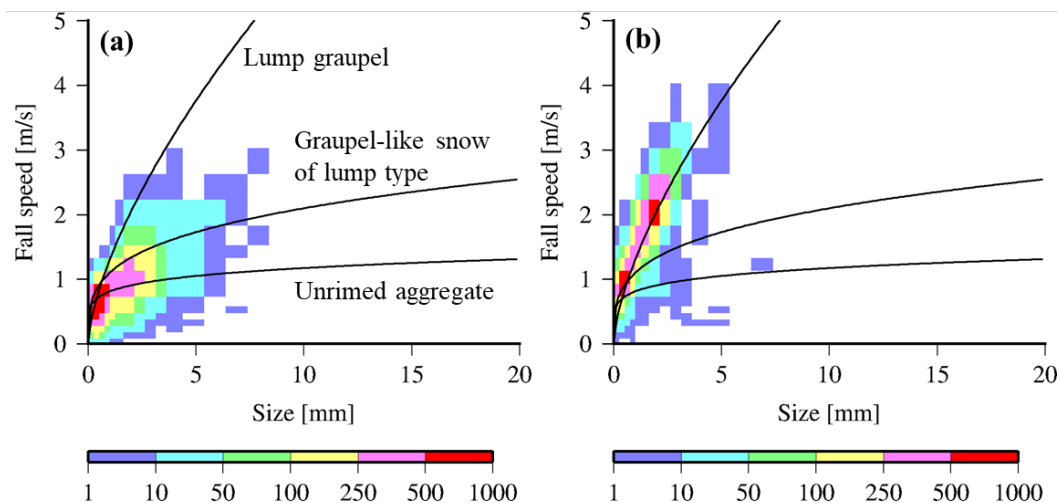 (a)
Lump graupel
Graupel-like snow
of lump type
Unrimed aggregate
Fall speed [m/s]
5
4
3
2
1
0
0 5 10 15 20
Size [mm]
1 10 50 100 250 500 1000
(b)
Fall speed [m/s]
5
4
3
2
1
0
0 5 10 15 20
Size [mm]
1 10 50 100 250 500 1000